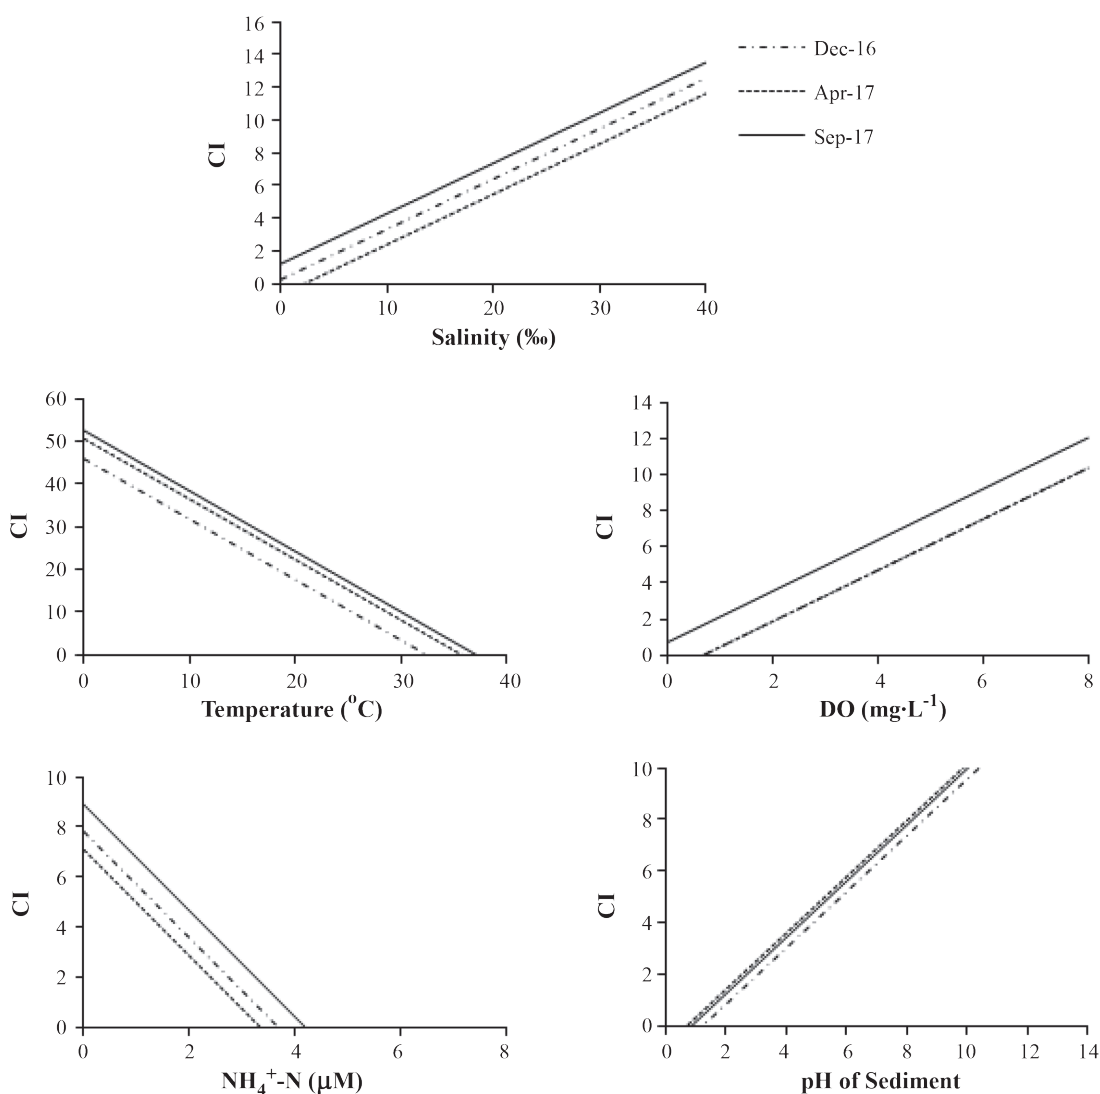 16
14
12
10
8
6
4
2
0
CI
0 10 20 30 40
Salinity (‰)
Dec-16
Apr-17
Sep-17
60
50
40
30
20
10
0
CI
0 10 20 30 40
Temperature (°C)
14
12
10
8
6
4
2
0
CI
0 2 4 6 8
DO (mg·L⁻¹)
10
8
6
4
2
0
CI
0 2 4 6 8
NH₄⁺-N (μM)
10
8
6
4
2
0
CI
0 2 4 6 8 10 12 14
pH of Sediment